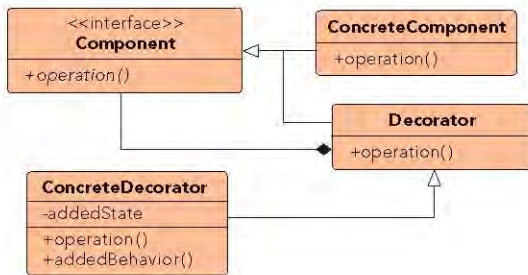 <<interface>>
Component
+operation()
ConcreteComponent
+operation()
Decorator
+operation()
ConcreteDecorator
-addedState
+operation()
+addedBehavior()